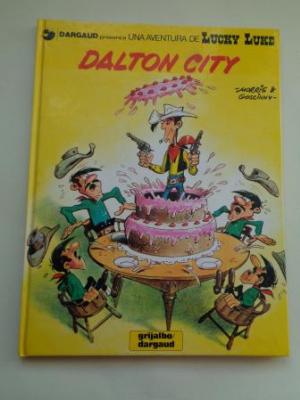 DARGAUD presenta UNA AVENTURA DE LUCKY LUKE
DALTON CITY
MORRIS &
GOSCINNY
grijalbo/
dargaud